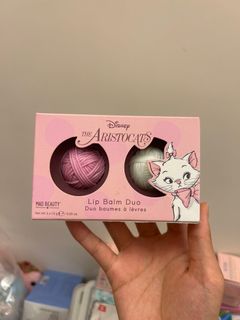 Disney
THE
ARISTOCATS
Lip Balm Duo
Duo baumes à lèvres
MAD BEAUTY